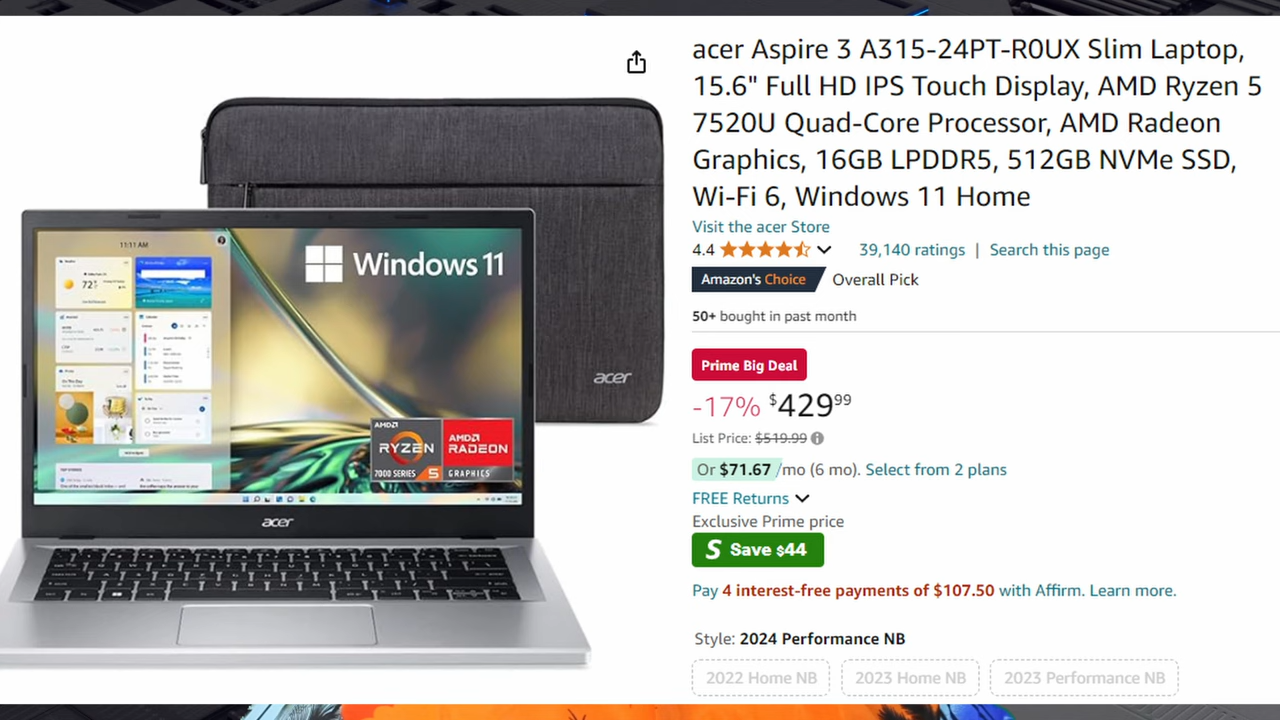 acer Aspire 3 A315-24PT-R0UX Slim Laptop,
15.6" Full HD IPS Touch Display, AMD Ryzen 5
7520U Quad-Core Processor, AMD Radeon
Graphics, 16GB LPDDR5, 512GB NVMe SSD,
Wi-Fi 6, Windows 11 Home
Visit the acer Store
4.4 39,140 ratings | Search this page
Amazon's Choice Overall Pick
50+ bought in past month
Prime Big Deal
-17% $429 99
List Price: $519.99
Or $71.67 /mo (6 mo). Select from 2 plans
FREE Returns
Exclusive Prime price
S Save $44
Pay 4 interest-free payments of $107.50 with Affirm. Learn more.
Style: 2024 Performance NB
2022 Home NB
2023 Home NB
2023 Performance NB
acer
11:11 AM
Windows 11
72°
AMD
RYZEN
7000 SERIES 5
AMD
RADEON
GRAPHICS
TOP STORIES
acer